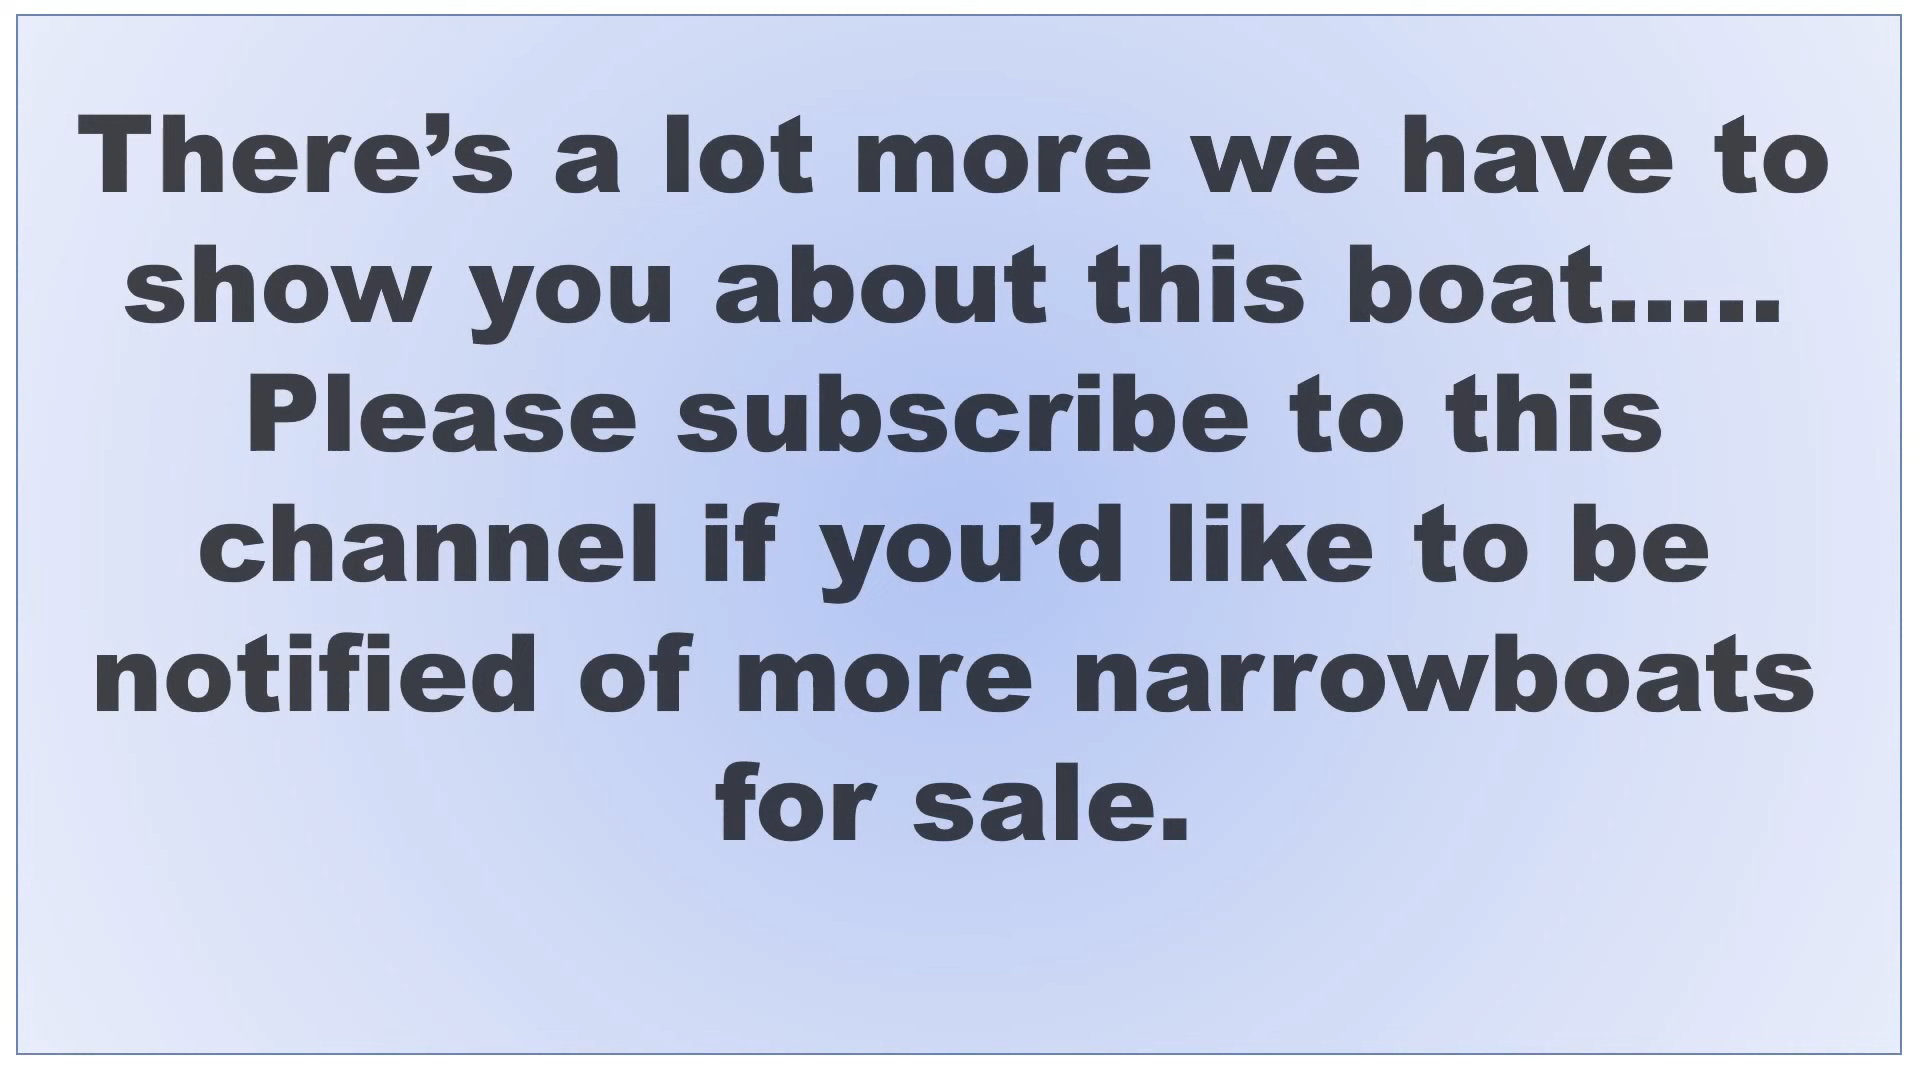 There’s a lot more we have to
show you about this boat…..
Please subscribe to this
channel if you’d like to be
notified of more narrowboats
for sale.